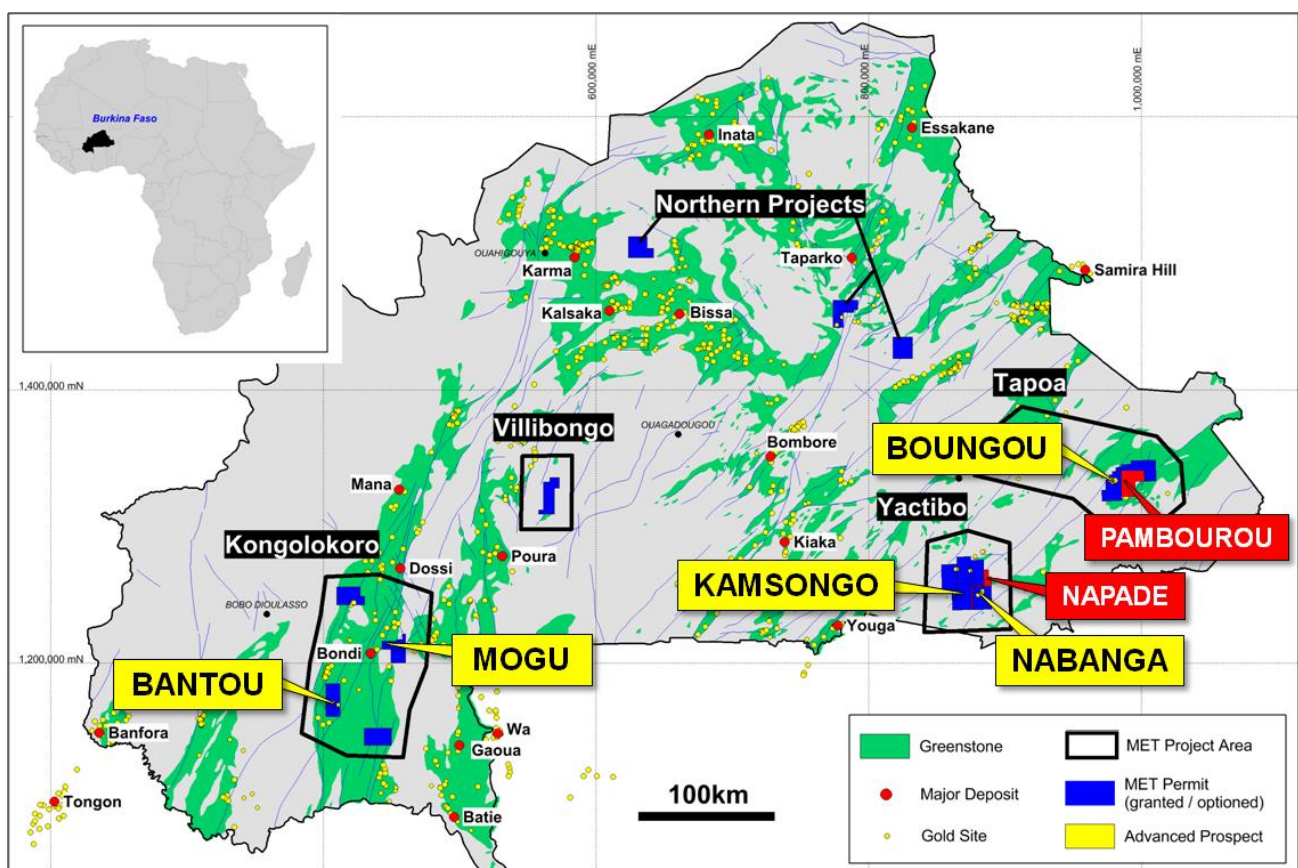 Burkina Faso
600,000 mE
800,000 mE
1,000,000 mE
Inata
Essakane
Northern Projects
OUAHIGOUYA
Karma
Taparko
Samira Hill
Kalsaka
Bissa
1,400,000 mN
Tapoa
Villibongo
OUAGADOUGOU
Bombore
BOUNGOU
Mana
Yactibo
PAMBOUROU
Kongolokoro
Poura
Kiaka
Dossi
KAMSONGO
NAPADE
BOBO DIOULASSO
Youga
1,200,000 mN
Bondi
MOGU
NABANGA
BANTOU
Banfora
Wa
Gaoua
Tongon
Batie
100km
Greenstone
MET Project Area
Major Deposit
MET Permit
(granted / optioned)
Gold Site
Advanced Prospect